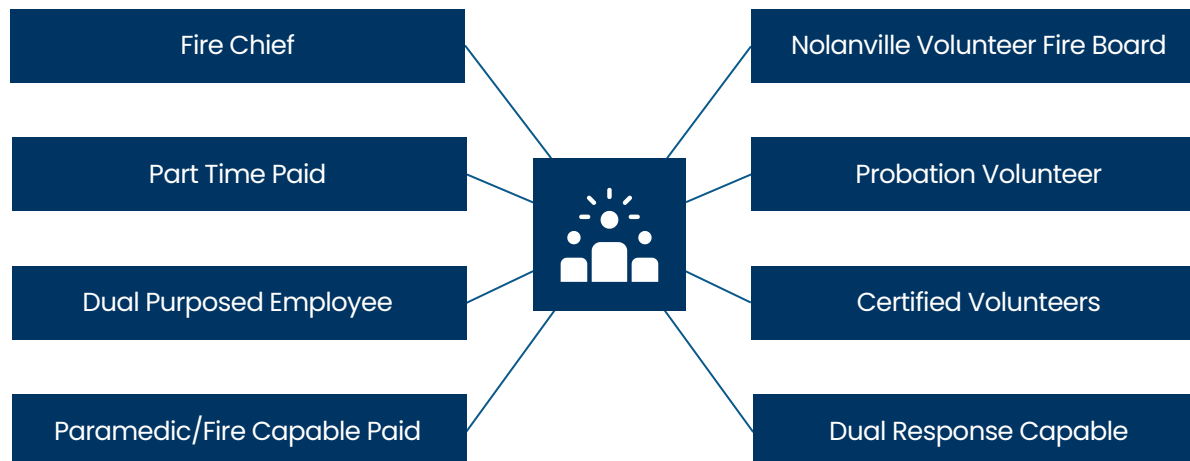 Fire Chief
Nolanville Volunteer Fire Board
Part Time Paid
Probation Volunteer
Dual Purposed Employee
Certified Volunteers
Paramedic/Fire Capable Paid
Dual Response Capable